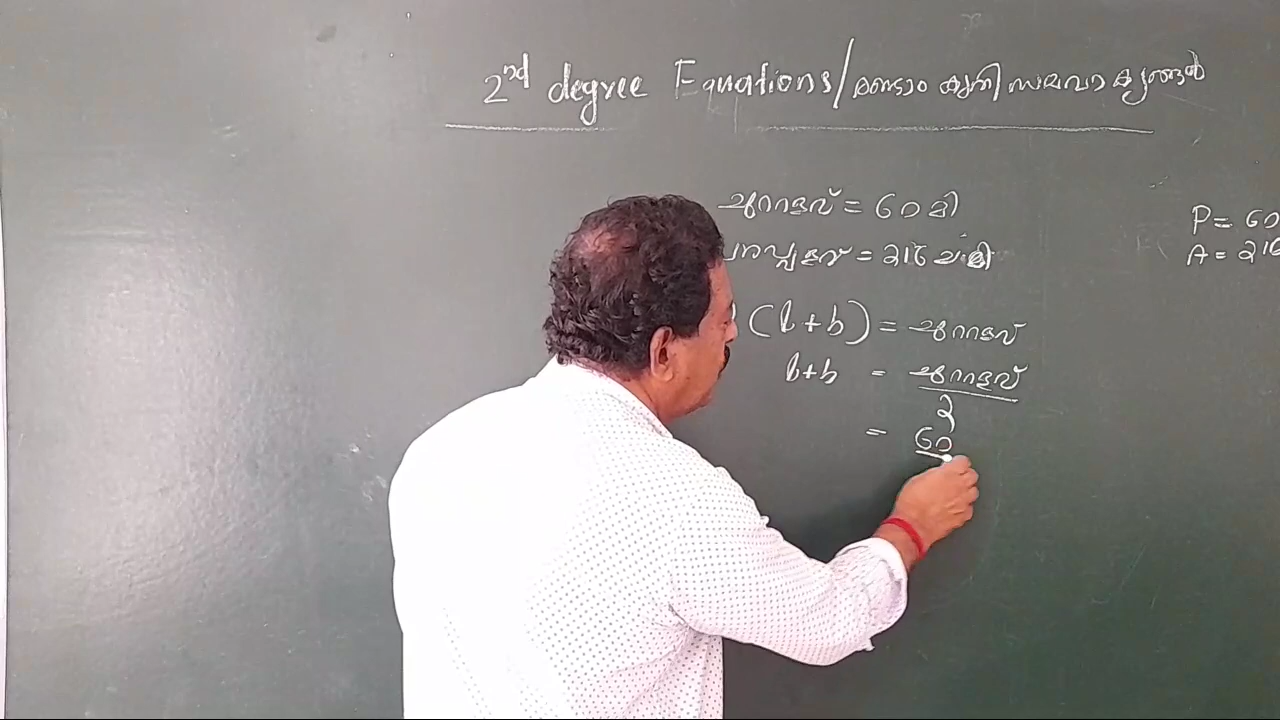 2nd degree Equations/രണ്ടാം കൃതി സമവാക്യങ്ങൾ
ചുറ്റളവ് = 60 മീ
പരപ്പളവ് = 216 ച.മീ
P = 60
A = 216
(l + b) = ചുറ്റളവ്
l+b = ചുറ്റളവ്
2
= 60